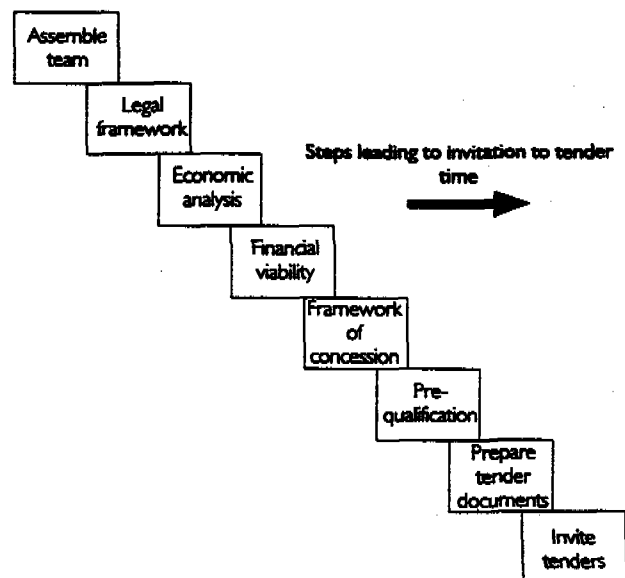 Assemble
team
Legal
framework
Steps leading to invitation to tender
time
Economic
analysis
Financial
viability
Framework
of
concession
Pre-
qualification
Prepare
tender
documents
Invite
tenders